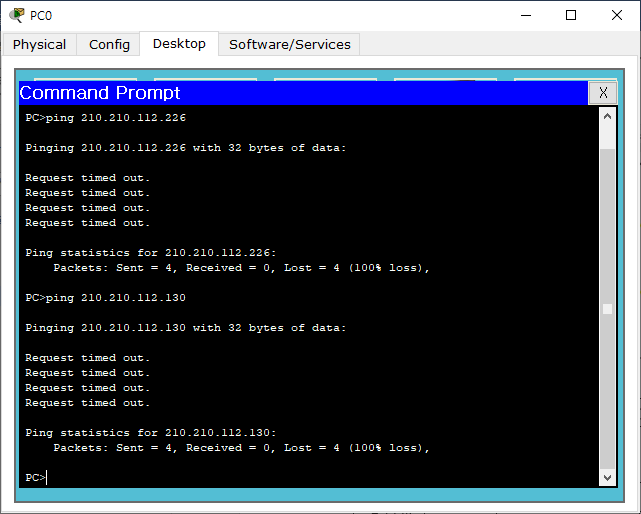 PC0
Physical Config Desktop Software/Services
Command Prompt X
PC>ping 210.210.112.226
Pinging 210.210.112.226 with 32 bytes of data:
Request timed out.
Request timed out.
Request timed out.
Request timed out.
Ping statistics for 210.210.112.226:
Packets: Sent = 4, Received = 0, Lost = 4 (100% loss),
PC>ping 210.210.112.130
Pinging 210.210.112.130 with 32 bytes of data:
Request timed out.
Request timed out.
Request timed out.
Request timed out.
Ping statistics for 210.210.112.130:
Packets: Sent = 4, Received = 0, Lost = 4 (100% loss),
PC>